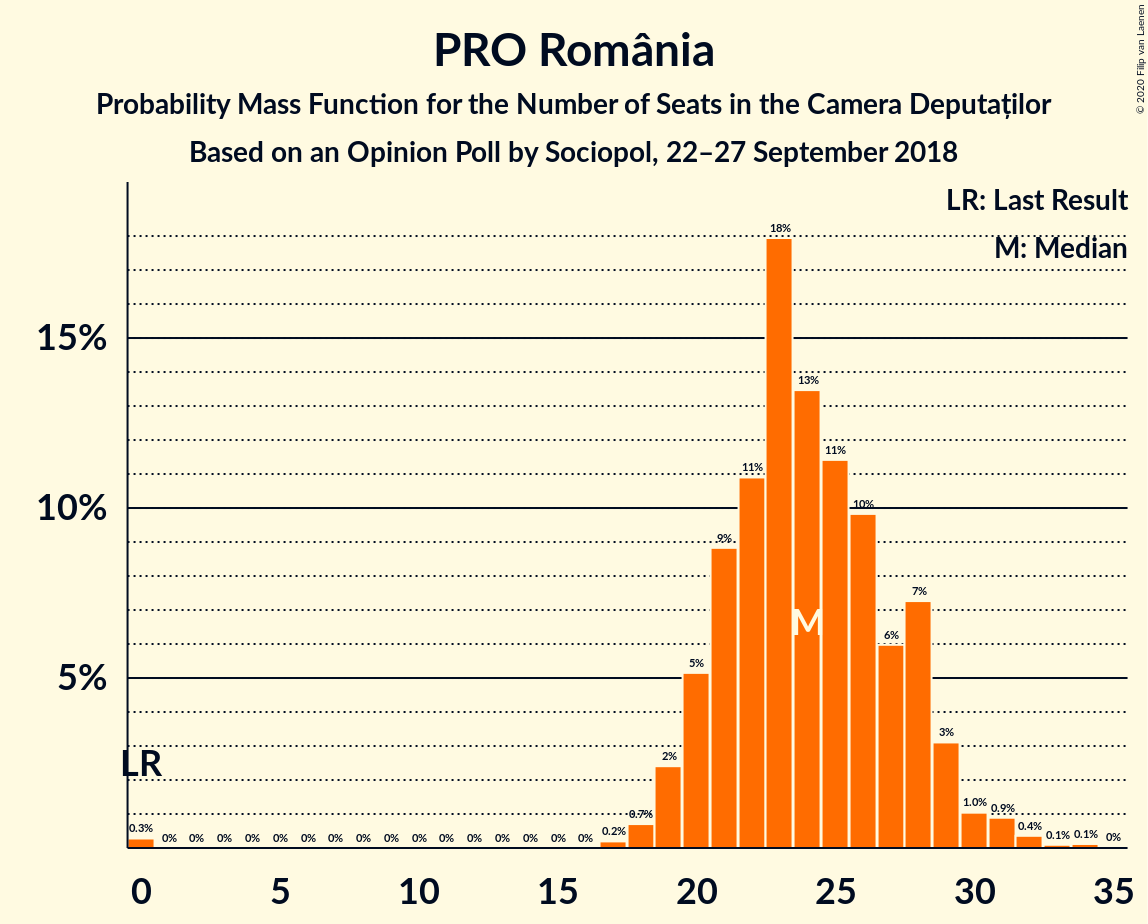 PRO România
Probability Mass Function for the Number of Seats in the Camera Deputaților
Based on an Opinion Poll by Sociopol, 22–27 September 2018
© 2020 Filip van Laenen
LR: Last Result
M: Median
15%
10%
5%
LR
M
0.3% 0% 0% 0% 0% 0% 0% 0% 0% 0% 0% 0% 0% 0% 0% 0% 0% 0.2% 0.7% 2% 5% 9% 11% 18% 13% 11% 10% 6% 7% 3% 1.0% 0.9% 0.4% 0.1% 0.1% 0%
0 5 10 15 20 25 30 35